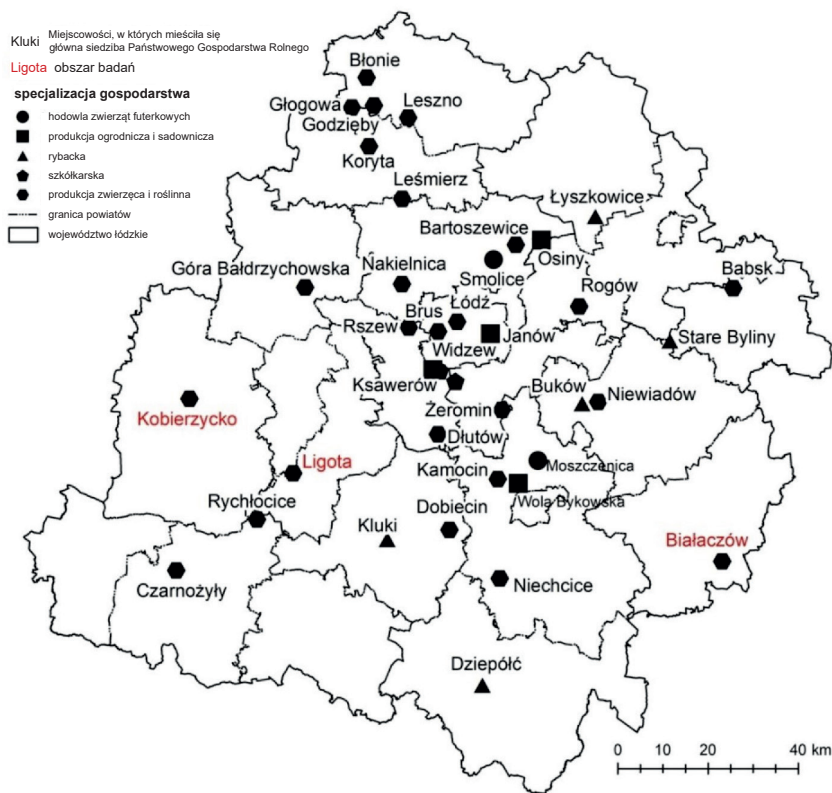 Kluki
Miejscowości, w których mieściła się
główna siedziba Państwowego Gospodarstwa Rolnego
Ligota obszar badań
specjalizacja gospodarstwa
hodowla zwierząt futerkowych
produkcja ogrodnicza i sadownicza
rybacka
szkółkarska
produkcja zwierzęca i roślinna
granica powiatów
województwo łódzkie
Błonie
Głogowa
Leszno
Godzięby
Koryta
Leśmierz
Łyszkowice
Bartoszewice
Osiny
Góra Bałdrzychowska
Nakielnica
Smolice
Babsk
Rogów
Brus
Łódź
Rszew
Janów
Stare Byliny
Widzew
Ksawerów
Buków
Niewiadów
Kobierzycko
Żeromin
Dłutów
Ligota
Kamocin
Moszczenica
Rychłocice
Dobiecin
Wola Bykowska
Kluki
Białaczów
Czarnożyły
Niechcice
Dziepółć
0 10 20 40 km